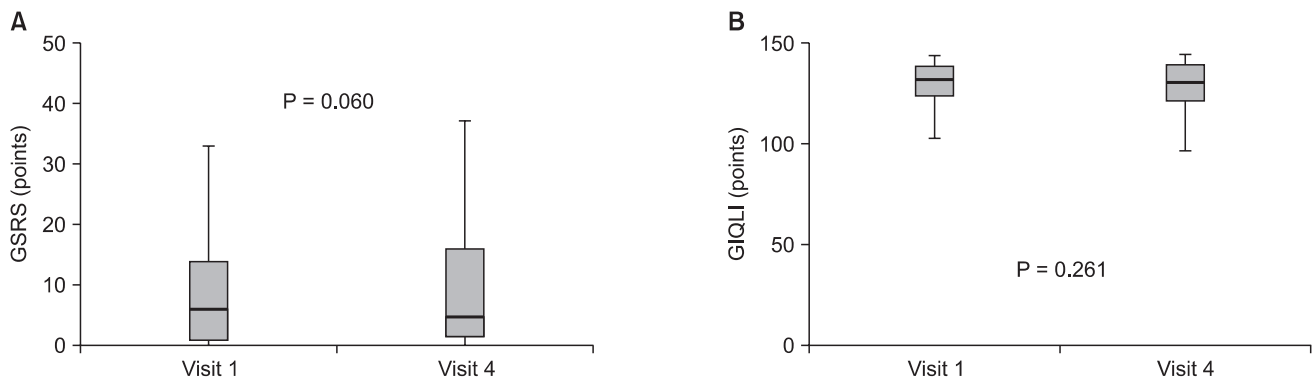 A
GSRS (points)
50
40
30
20
10
0
P = 0.060
Visit 1
Visit 4
B
GIQLI (points)
150
100
50
0
P = 0.261
Visit 1
Visit 4